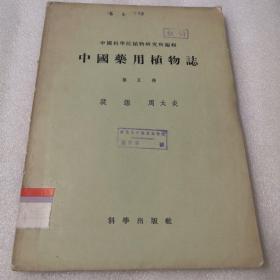 中國科學院植物研究所編輯
中國藥用植物誌
第五冊
裴鑑 周太炎
科學出版社